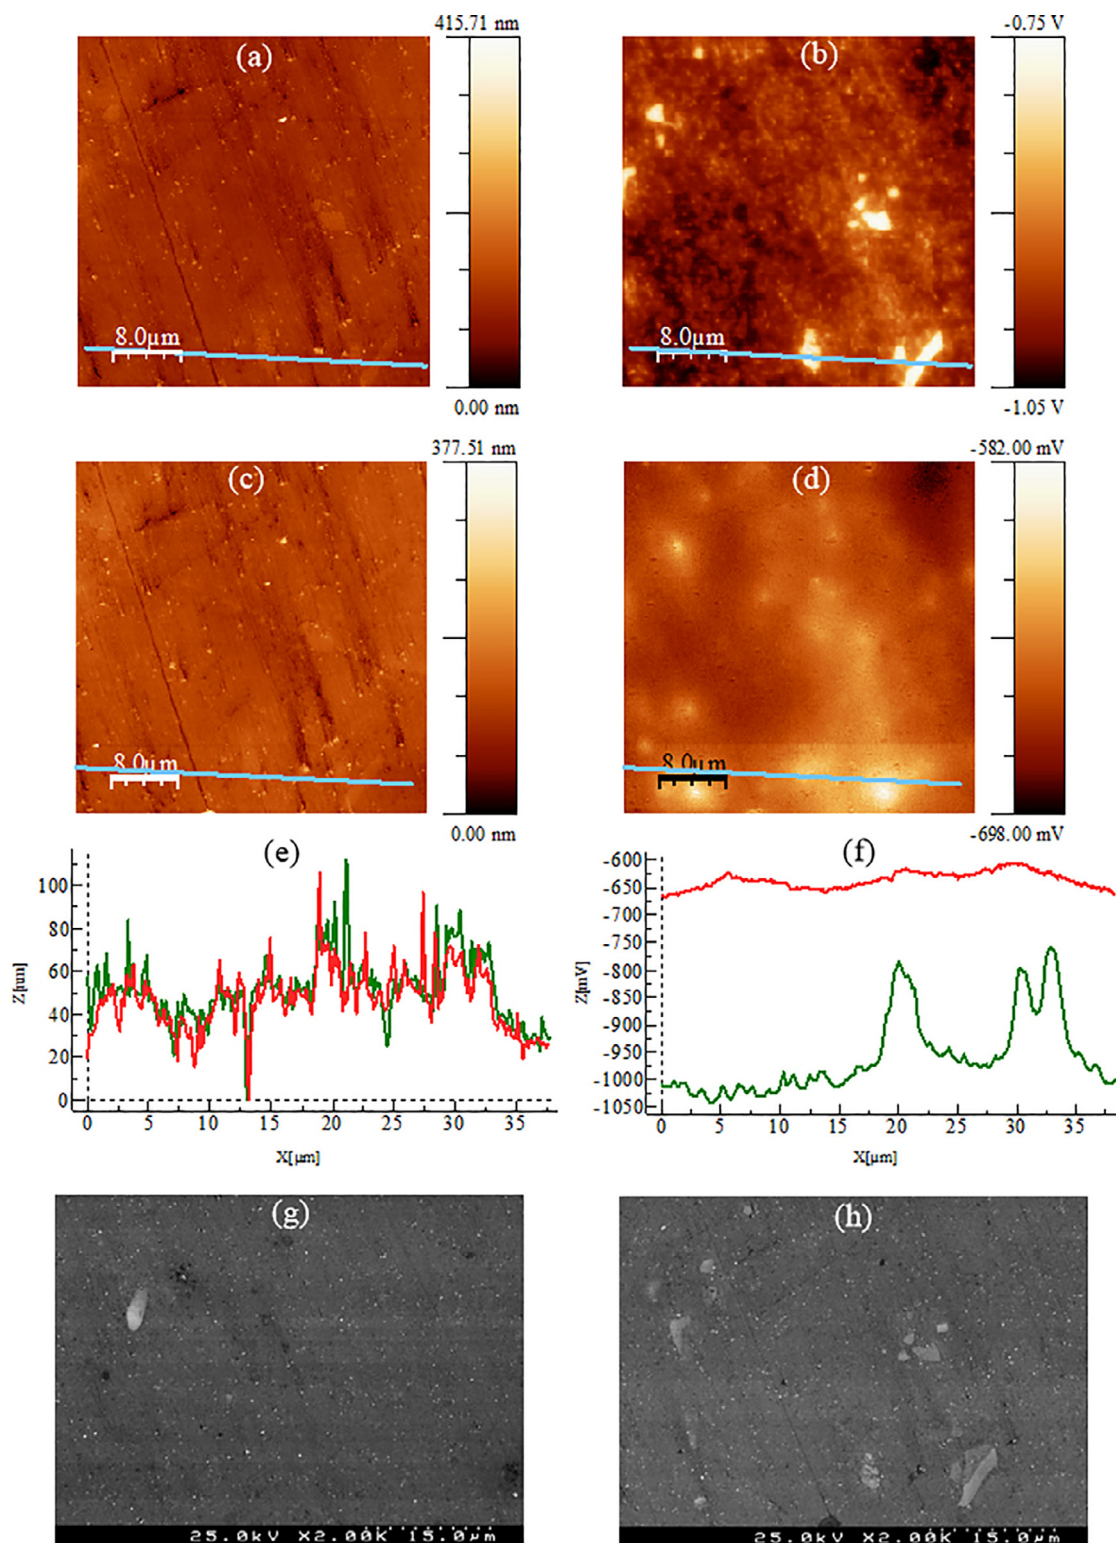 415.71 nm
-0.75 V
(a)
(b)
8.0µm
8.0µm
0.00 nm
-1.05 V
377.51 nm
-582.00 mV
(c)
(d)
8.0µm
8.0µm
0.00 nm
-698.00 mV
(e)
(f)
100
80
60
40
20
0
Z[nm]
0 5 10 15 20 25 30 35
X[µm]
-600
-650
-700
-750
-800
-850
-900
-950
-1000
-1050
Z[mV]
0 5 10 15 20 25 30 35
X[µm]
(g)
(h)
25.0kV X2.00K 15.0µm
25.0kV X2.00K 15.0µm